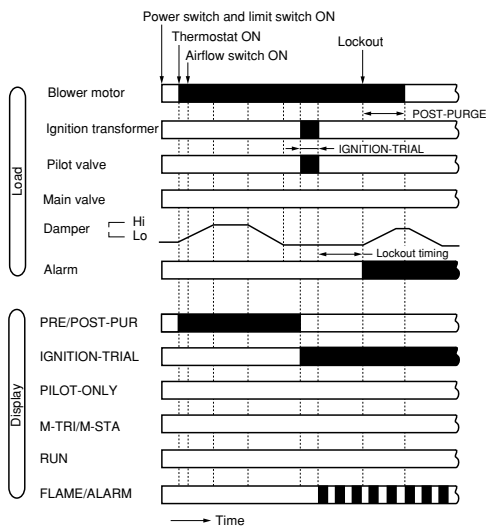 Power switch and limit switch ON
Thermostat ON
Airflow switch ON
Lockout
Load
Blower motor
POST-PURGE
Ignition transformer
IGNITION-TRIAL
Pilot valve
Main valve
Damper
Hi
Lo
Lockout timing
Alarm
Display
PRE/POST-PUR
IGNITION-TRIAL
PILOT-ONLY
M-TRI/M-STA
RUN
FLAME/ALARM
Time